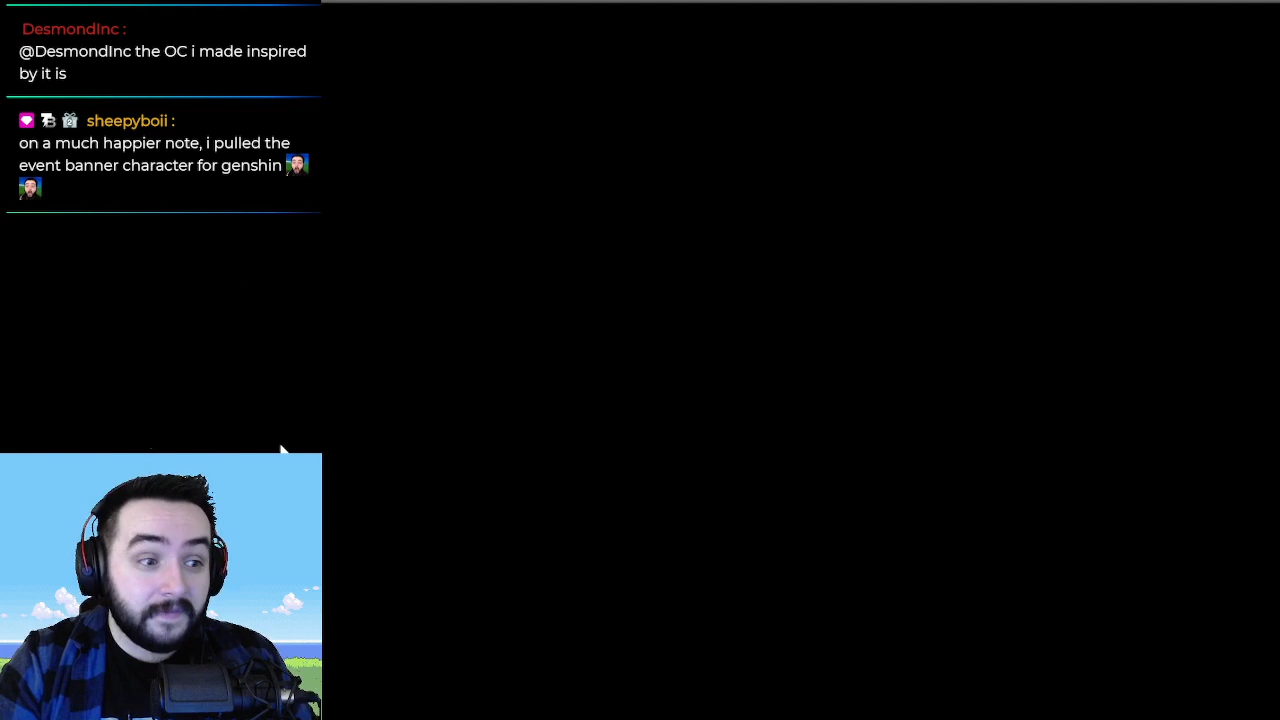 DesmondInc :
@DesmondInc the OC i made inspired
by it is
sheepyboii :
on a much happier note, i pulled the
event banner character for genshin